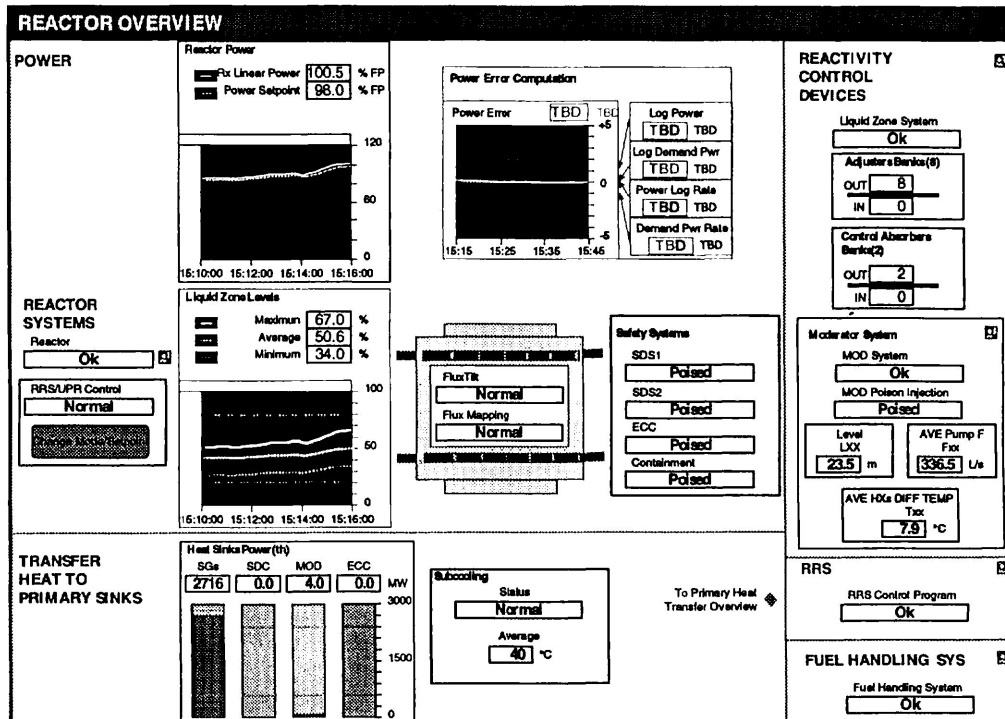 REACTOR OVERVIEW
POWER
Reactor Power
Rx Linear Power 100.5 % FP
Power Setpoint 98.0 % FP
120
60
0
15:10:00 15:12:00 15:14:00 15:16:00
Power Error Computation
Power Error TBD TBD
+5
0
-5
15:15 15:25 15:35 15:45
Log Power
TBD TBD
Log Demand Pwr
TBD TBD
Power Log Rate
TBD TBD
Demand Pwr Rate
TBD TBD
REACTIVITY
CONTROL
DEVICES
Liquid Zone System
Ok
Adjusters Banks(8)
OUT 8
IN 0
Control Absorbers
Banks(2)
OUT 2
IN 0
REACTOR
SYSTEMS
Reactor
Ok
RRS/UPR Control
Normal
Change Mode/Setpoint
Liquid Zone Levels
Maximun 67.0 %
Average 50.6 %
Minimum 34.0 %
100
50
0
15:10:00 15:12:00 15:14:00 15:16:00
FluxTilt
Normal
Flux Mapping
Normal
Safety Systems
SDS1
Poised
SDS2
Poised
ECC
Poised
Containment
Poised
Moderator System
MOD System
Ok
MOD Poison Injection
Poised
Level
LXX
23.5 m
AVE Pump F
Fxx
336.5 L/s
AVE HXs DIFF TEMP
Txx
7.9 °C
TRANSFER
HEAT TO
PRIMARY SINKS
Heat Sinks Power(th)
SGs SDC MOD ECC
2716 0.0 4.0 0.0 MW
3000
1500
0
Subcooling
Status
Normal
Average
40 °C
To Primary Heat
Transfer Overview
RRS
RRS Control Program
Ok
FUEL HANDLING SYS
Fuel Handling System
Ok